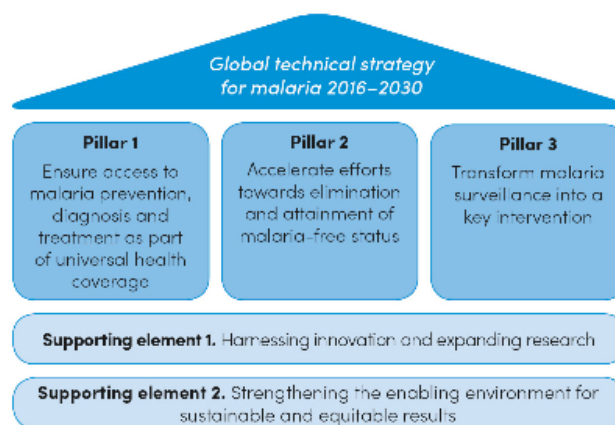 Global technical strategy
for malaria 2016–2030
Pillar 1
Ensure access to
malaria prevention,
diagnosis and
treatment as part
of universal health
coverage
Pillar 2
Accelerate efforts
towards elimination
and attainment of
malaria-free status
Pillar 3
Transform malaria
surveillance into a
key intervention
Supporting element 1. Harnessing innovation and expanding research
Supporting element 2. Strengthening the enabling environment for
sustainable and equitable results